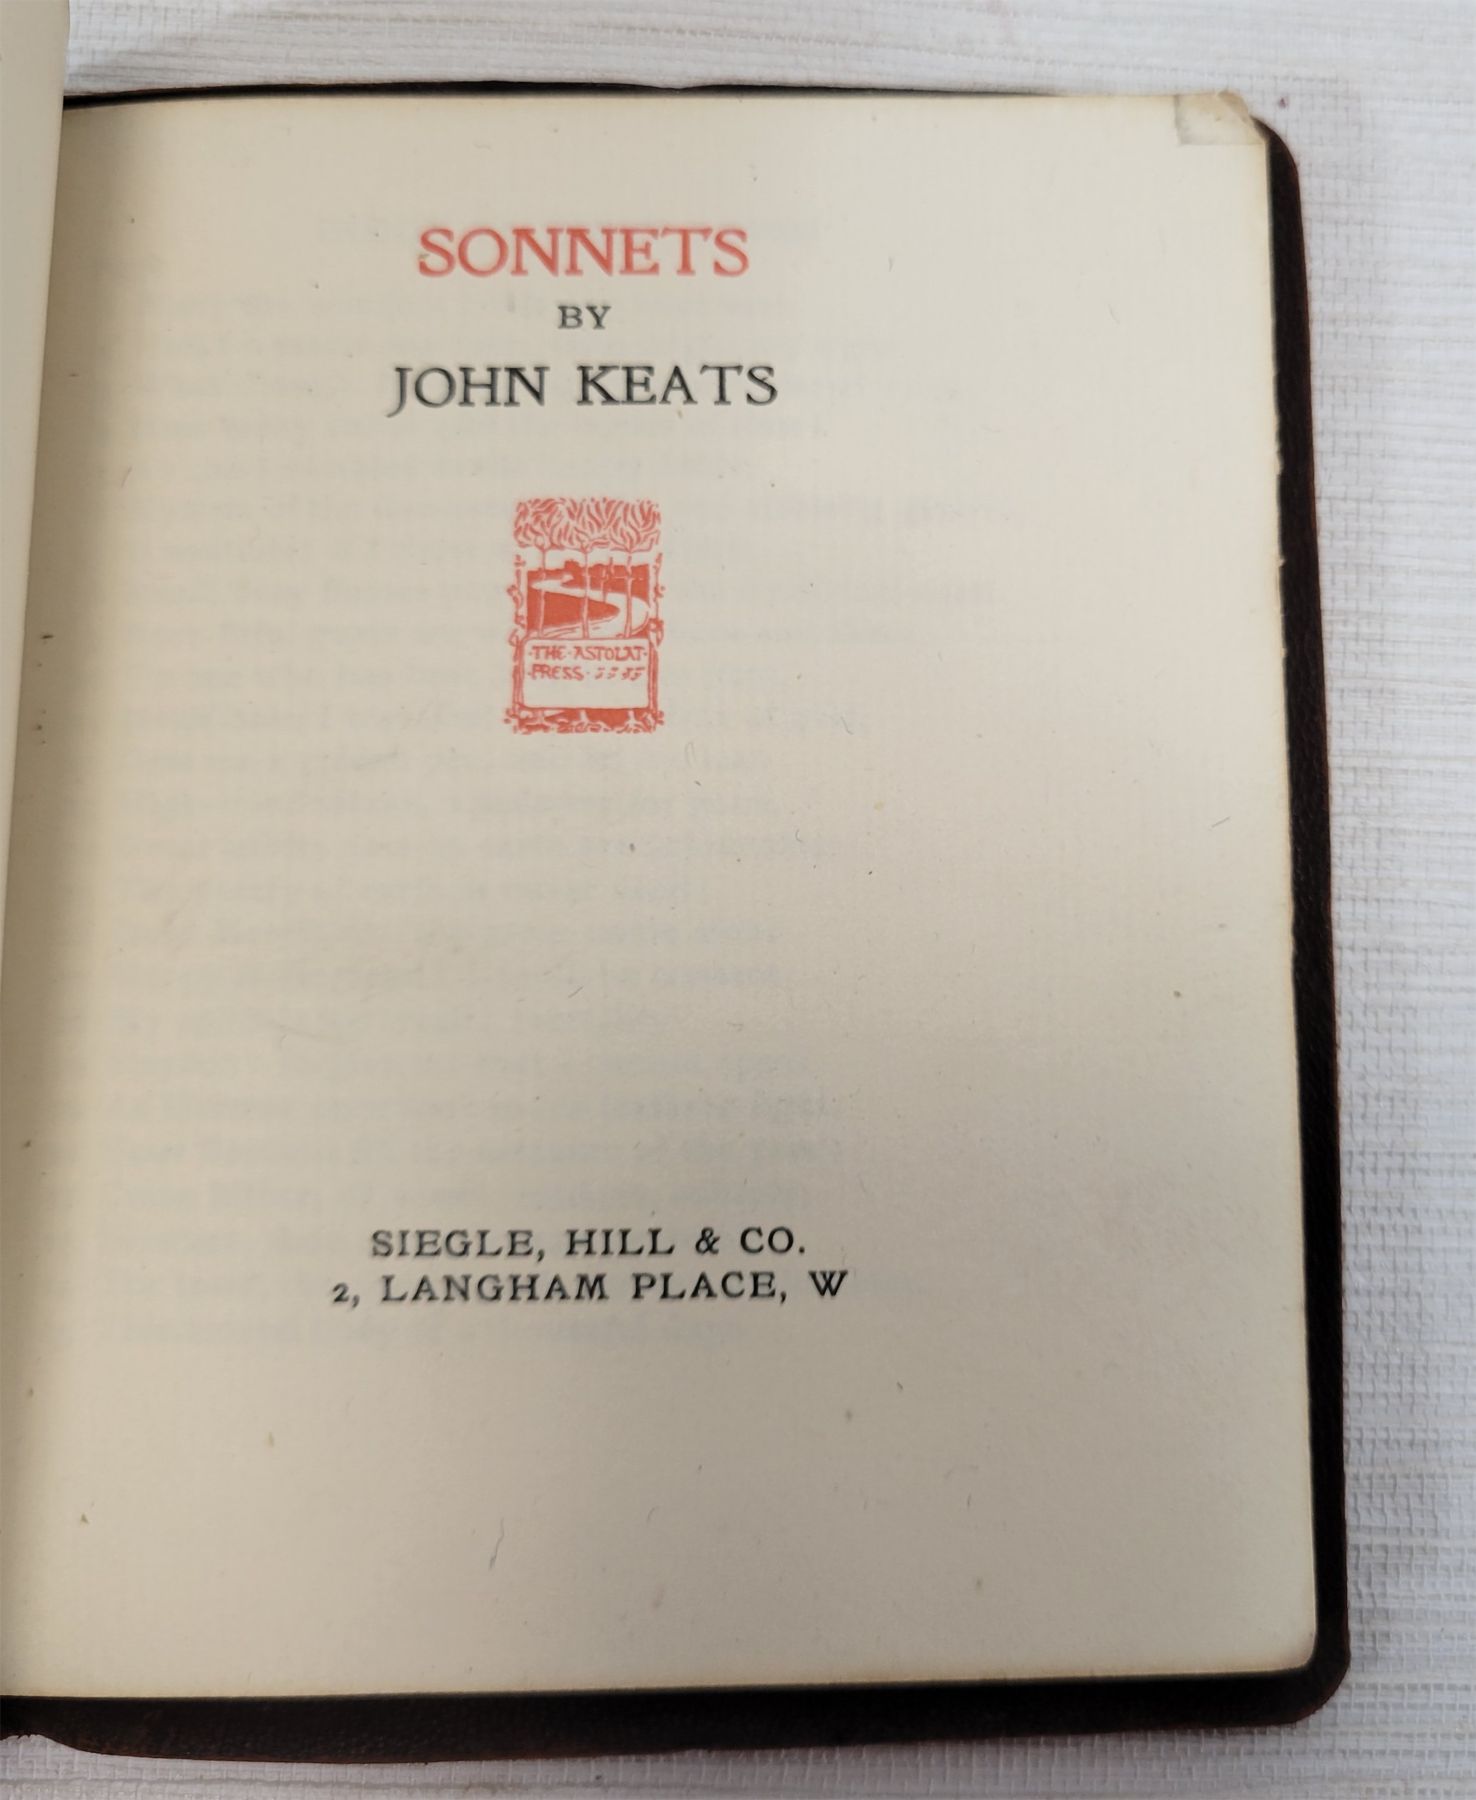 SONNETS
BY
JOHN KEATS
·THE·ASTOLAT·
·PRESS·
SIEGLE, HILL & CO.
2, LANGHAM PLACE, W